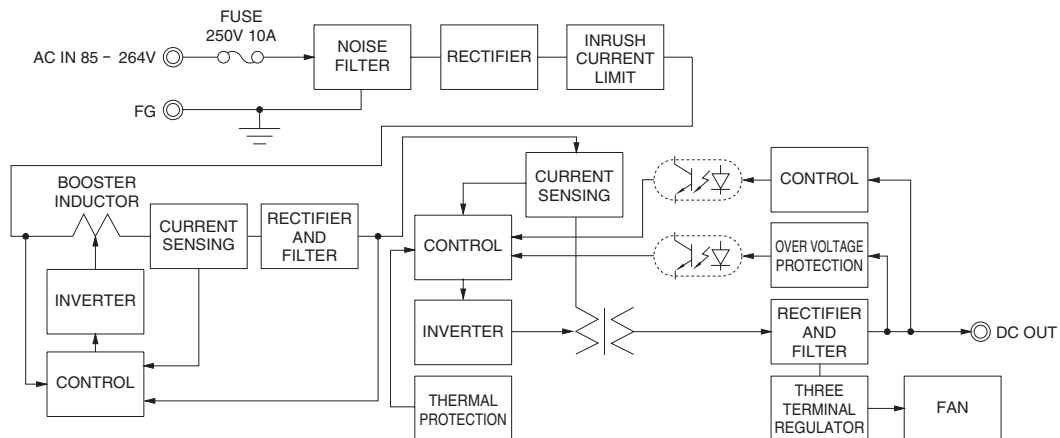 FUSE
250V 10A
AC IN 85 – 264V
NOISE
FILTER
RECTIFIER
INRUSH
CURRENT
LIMIT
FG
BOOSTER
INDUCTOR
CURRENT
SENSING
RECTIFIER
AND
FILTER
INVERTER
CONTROL
CURRENT
SENSING
CONTROL
INVERTER
THERMAL
PROTECTION
CONTROL
OVER VOLTAGE
PROTECTION
RECTIFIER
AND
FILTER
DC OUT
THREE
TERMINAL
REGULATOR
FAN